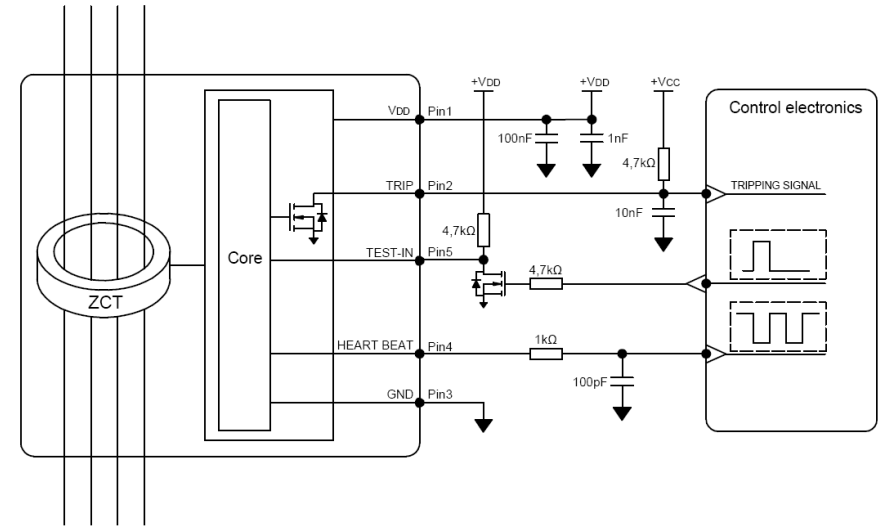 +VDD
+VDD
+VCC
Control electronics
VDD
Pin1
100nF
1nF
4,7kΩ
TRIP
Pin2
TRIPPING SIGNAL
10nF
4,7kΩ
Core
TEST-IN
Pin5
4,7kΩ
ZCT
HEART BEAT
Pin4
1kΩ
100pF
GND
Pin3